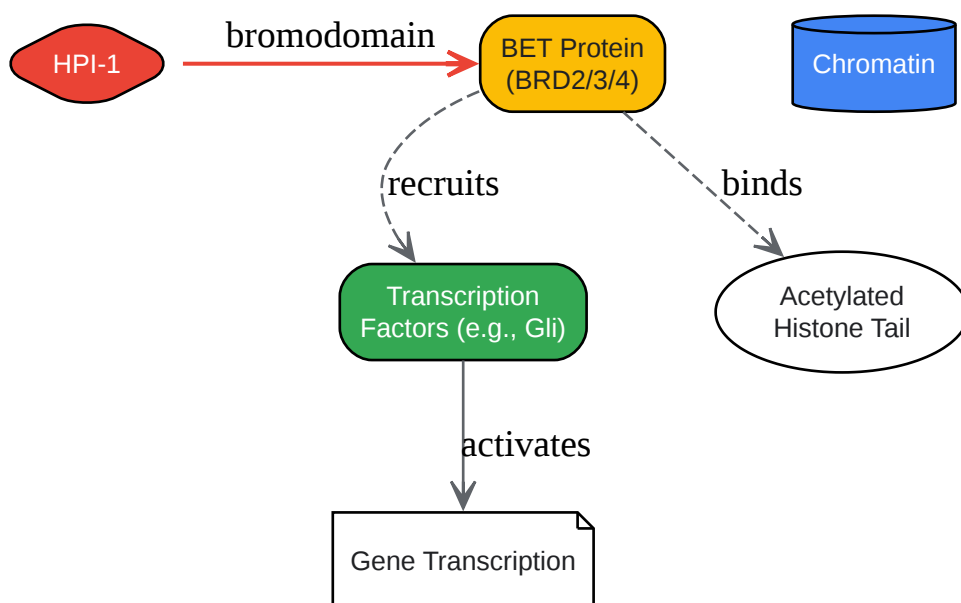 HPI-1
bromodomain
BET Protein
(BRD2/3/4)
Chromatin
recruits
binds
Transcription
Factors (e.g., Gli)
Acetylated
Histone Tail
activates
Gene Transcription